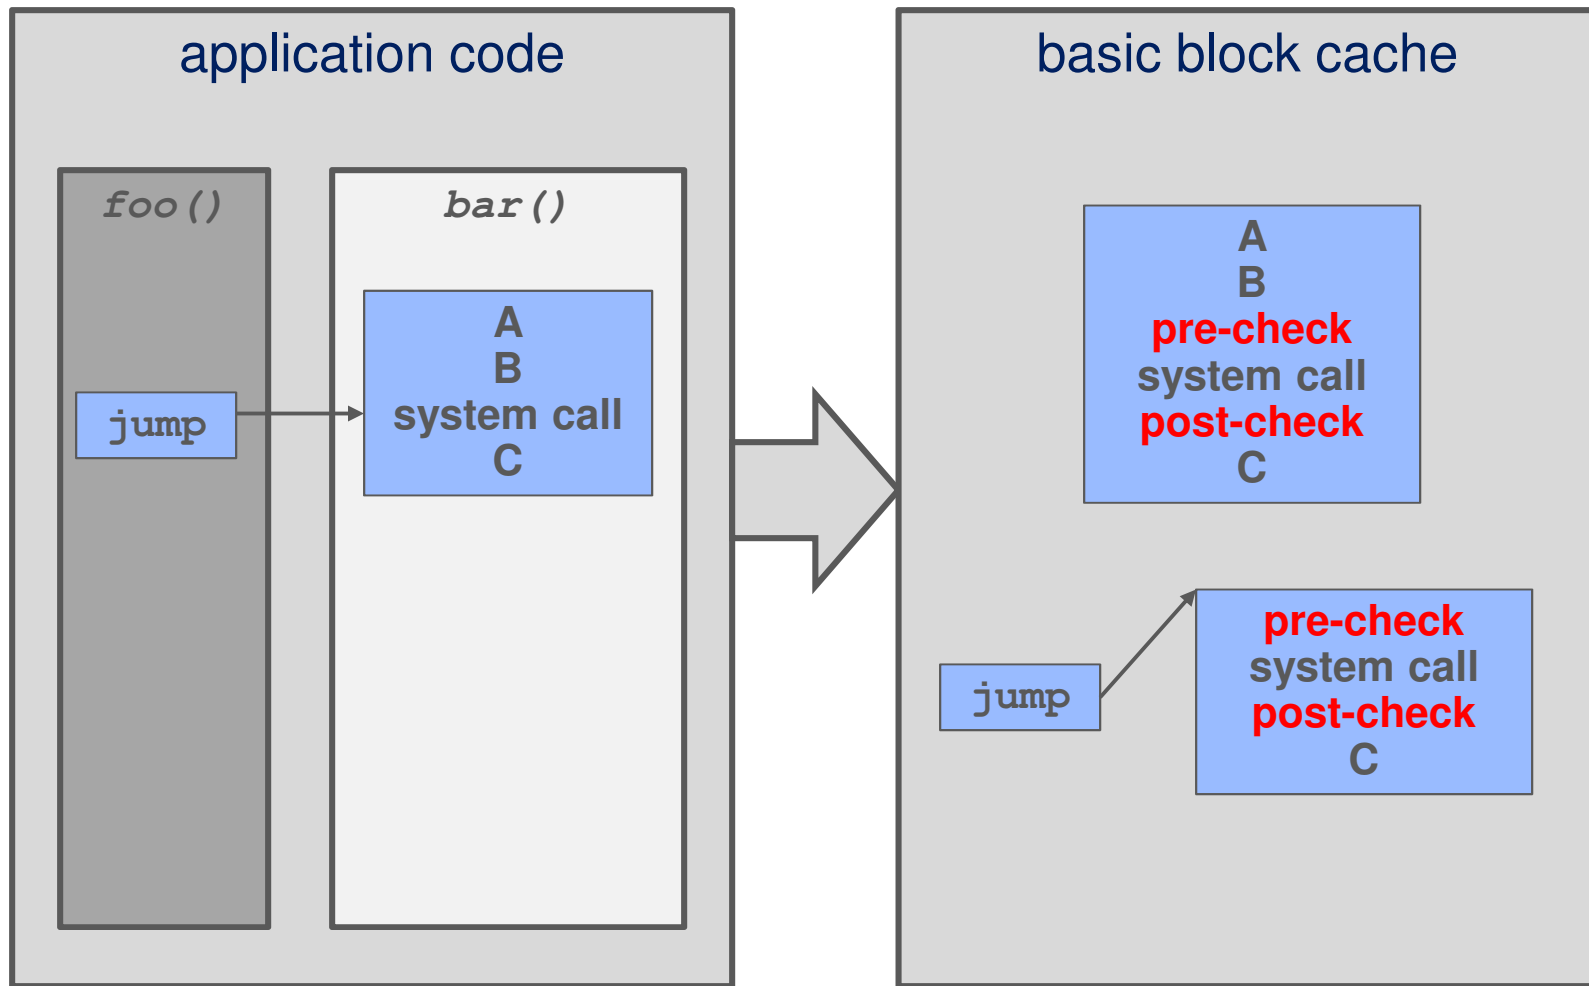 application code
foo()
jump
bar()
A
B
system call
C
basic block cache
A
B
pre-check
system call
post-check
C
jump
pre-check
system call
post-check
C